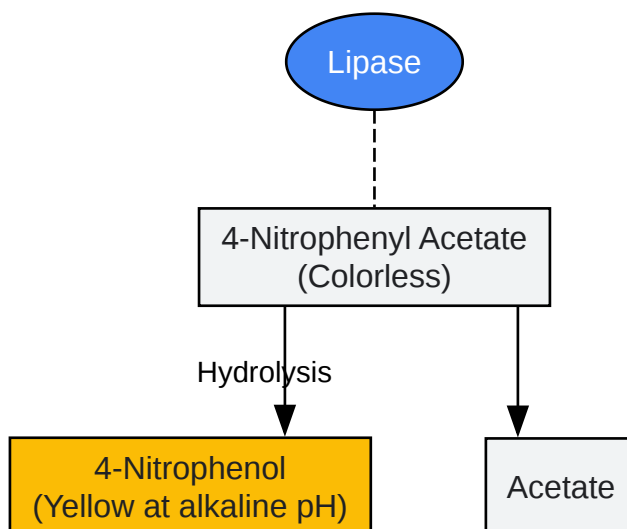 Lipase
4-Nitrophenyl Acetate
(Colorless)
Hydrolysis
4-Nitrophenol
(Yellow at alkaline pH)
Acetate